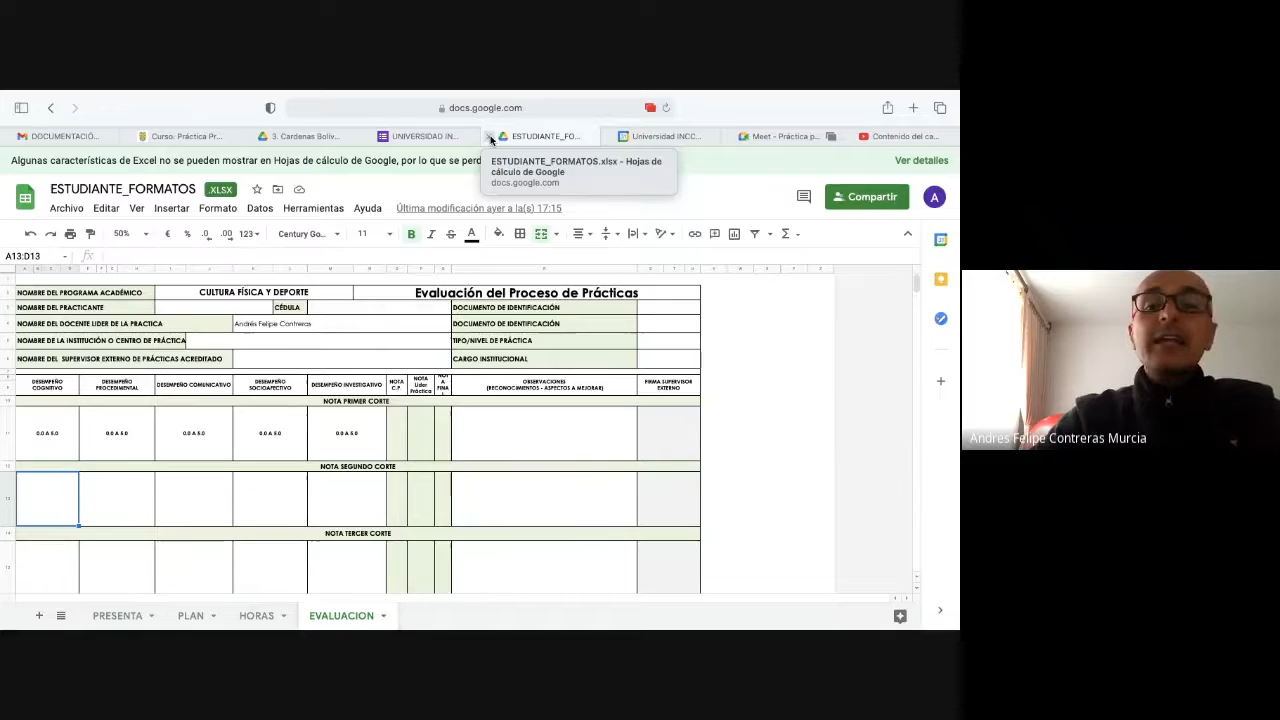 docs.google.com
DOCUMENTACIÓ...
Curso: Práctica Pr...
3. Cardenas Boliv...
UNIVERSIDAD IN...
ESTUDIANTE_FO...
Universidad INCC...
Meet - Práctica p...
Contenido del ca...
Algunas características de Excel no se pueden mostrar en Hojas de cálculo de Google, por lo que se perd
Ver detalles
ESTUDIANTE_FORMATOS.xlsx - Hojas de
cálculo de Google
docs.google.com
ESTUDIANTE_FORMATOS
.XLSX
Compartir
A
Archivo Editar Ver Insertar Formato Datos Herramientas Ayuda Última modificación ayer a la(s) 17:15
50% € % .0 .00 123 Century Go... 11 B I S A
A13:D13
fx
NOMBRE DEL PROGRAMA ACADÉMICO
CULTURA FÍSICA Y DEPORTE
Evaluación del Proceso de Prácticas
NOMBRE DEL PRACTICANTE
CÉDULA
DOCUMENTO DE IDENTIFICACIÓN
NOMBRE DEL DOCENTE LIDER DE LA PRACTICA
Andrés Felipe Contreras
DOCUMENTO DE IDENTIFICACIÓN
NOMBRE DE LA INSTITUCIÓN O CENTRO DE PRÁCTICA
TIPO/NIVEL DE PRÁCTICA
NOMBRE DEL SUPERVISOR EXTERNO DE PRÁCTICAS ACREDITADO
CARGO INSTITUCIONAL
DESEMPEÑO
COGNITIVO
DESEMPEÑO
PROCEDIMENTAL
DESEMPEÑO COMUNICATIVO
DESEMPEÑO
SOCIOAFECTIVO
DESEMPEÑO INVESTIGATIVO
NOTA
C.P
NOTA
Lider
Práctica
NOT
A
FINA
L
OBSERVACIONES
(RECONOCIMIENTOS - ASPECTOS A MEJORAR)
FIRMA SUPERVISOR
EXTERNO
NOTA PRIMER CORTE
0.0 A 5.0
0.0 A 5.0
0.0 A 5.0
0.0 A 5.0
0.0 A 5.0
NOTA SEGUNDO CORTE
NOTA TERCER CORTE
PRESENTA
PLAN
HORAS
EVALUACION
Andres Felipe Contreras Murcia